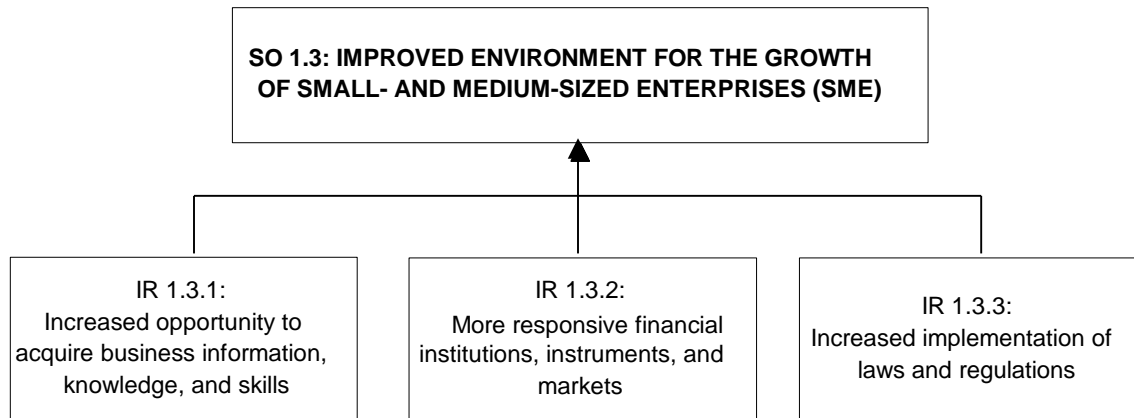 SO 1.3: IMPROVED ENVIRONMENT FOR THE GROWTH
OF SMALL- AND MEDIUM-SIZED ENTERPRISES (SME)
IR 1.3.1:
Increased opportunity to
acquire business information,
knowledge, and skills
IR 1.3.2:
More responsive financial
institutions, instruments, and
markets
IR 1.3.3:
Increased implementation of
laws and regulations